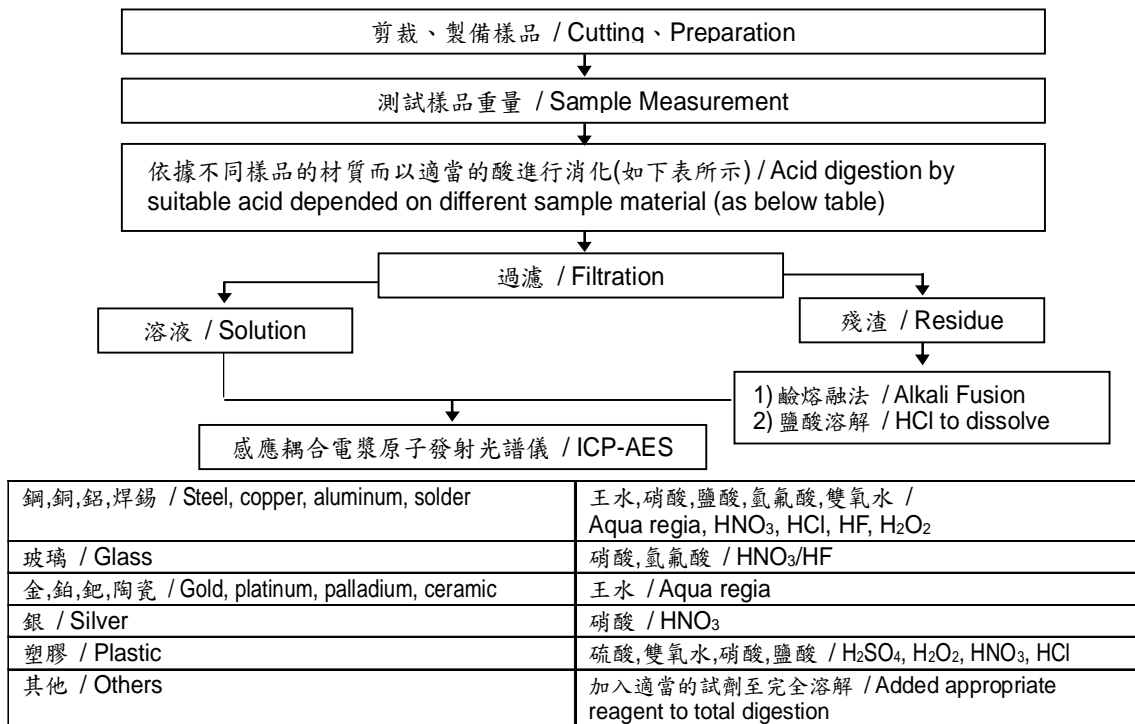 剪裁、製備樣品 / Cutting、Preparation
測試樣品重量 / Sample Measurement
依據不同樣品的材質而以適當的酸進行消化(如下表所示) / Acid digestion by
suitable acid depended on different sample material (as below table)
過濾 / Filtration
溶液 / Solution
殘渣 / Residue
1) 鹼熔融法 / Alkali Fusion
2) 鹽酸溶解 / HCl to dissolve
感應耦合電漿原子發射光譜儀 / ICP-AES
鋼,銅,鋁,焊錫 / Steel, copper, aluminum, solder
王水,硝酸,鹽酸,氫氟酸,雙氧水 /
Aqua regia, HNO₃, HCl, HF, H₂O₂
玻璃 / Glass
硝酸,氫氟酸 / HNO₃/HF
金,鉑,鈀,陶瓷 / Gold, platinum, palladium, ceramic
王水 / Aqua regia
銀 / Silver
硝酸 / HNO₃
塑膠 / Plastic
硫酸,雙氧水,硝酸,鹽酸 / H₂SO₄, H₂O₂, HNO₃, HCl
其他 / Others
加入適當的試劑至完全溶解 / Added appropriate
reagent to total digestion